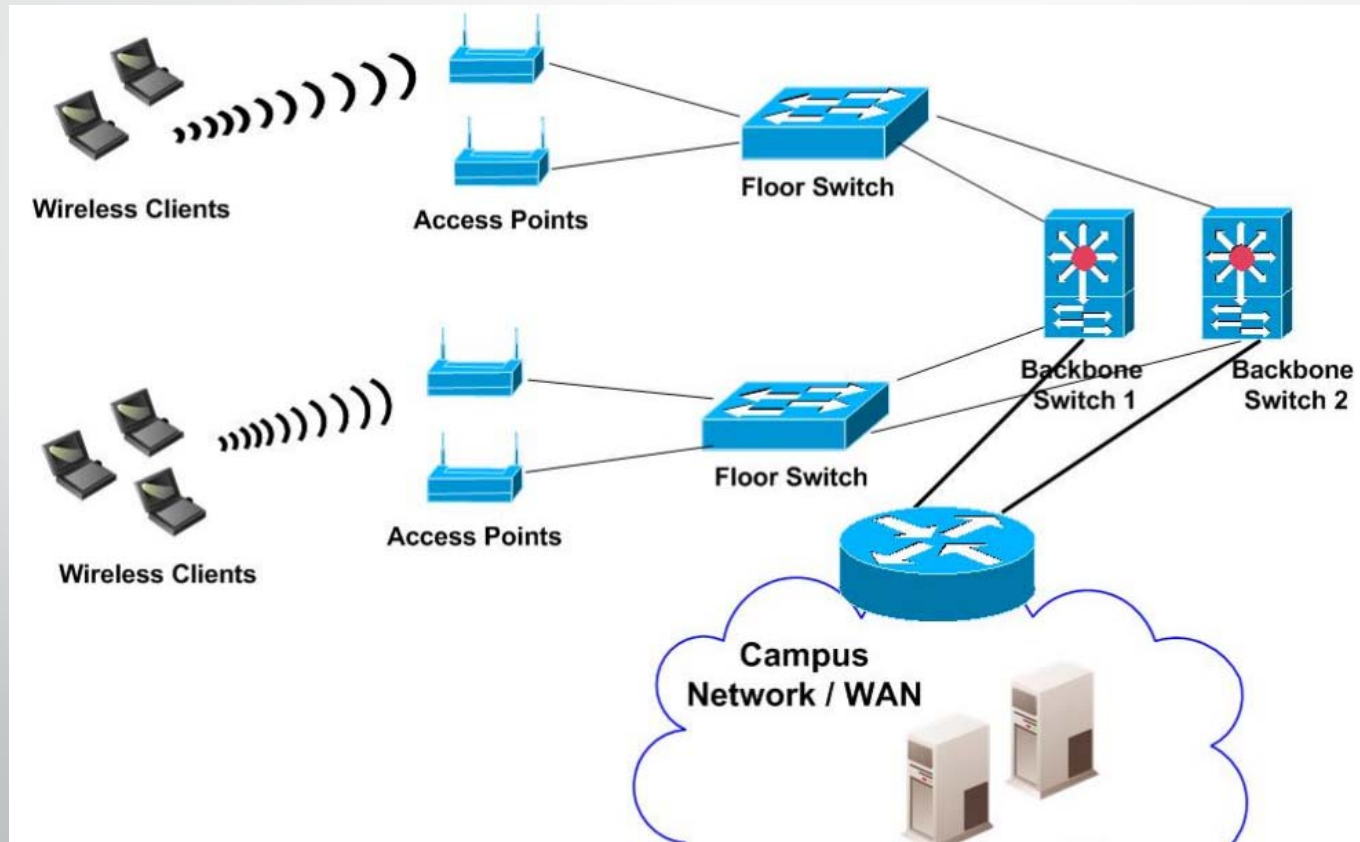 Wireless Clients
Access Points
Floor Switch
Backbone
Switch 1
Backbone
Switch 2
Wireless Clients
Access Points
Floor Switch
Campus
Network / WAN